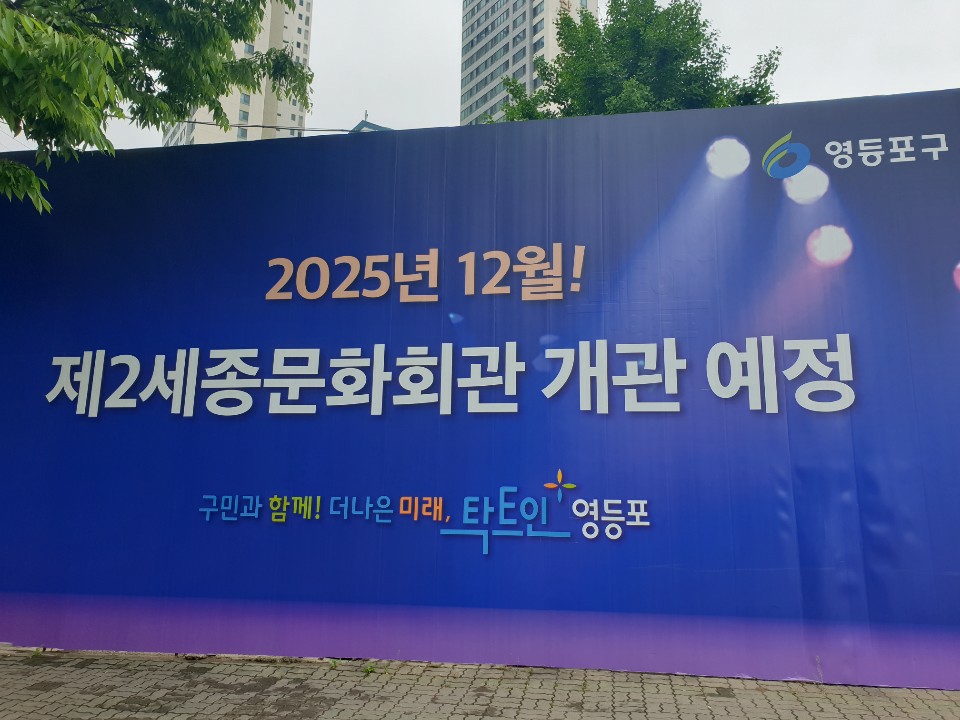 영등포구
2025년 12월!
제2세종문화회관 개관 예정
구민과 함께! 더나은 미래, 탁트인 영등포